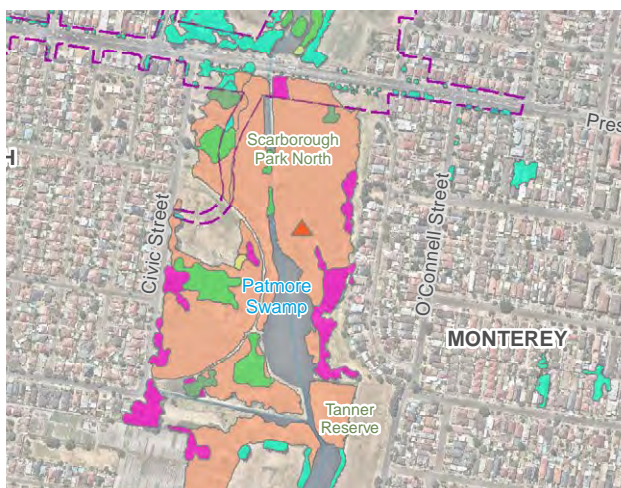 Scarborough
Park North
Pres
H
Civic Street
O'Connell Street
Patmore
Swamp
MONTEREY
Tanner
Reserve